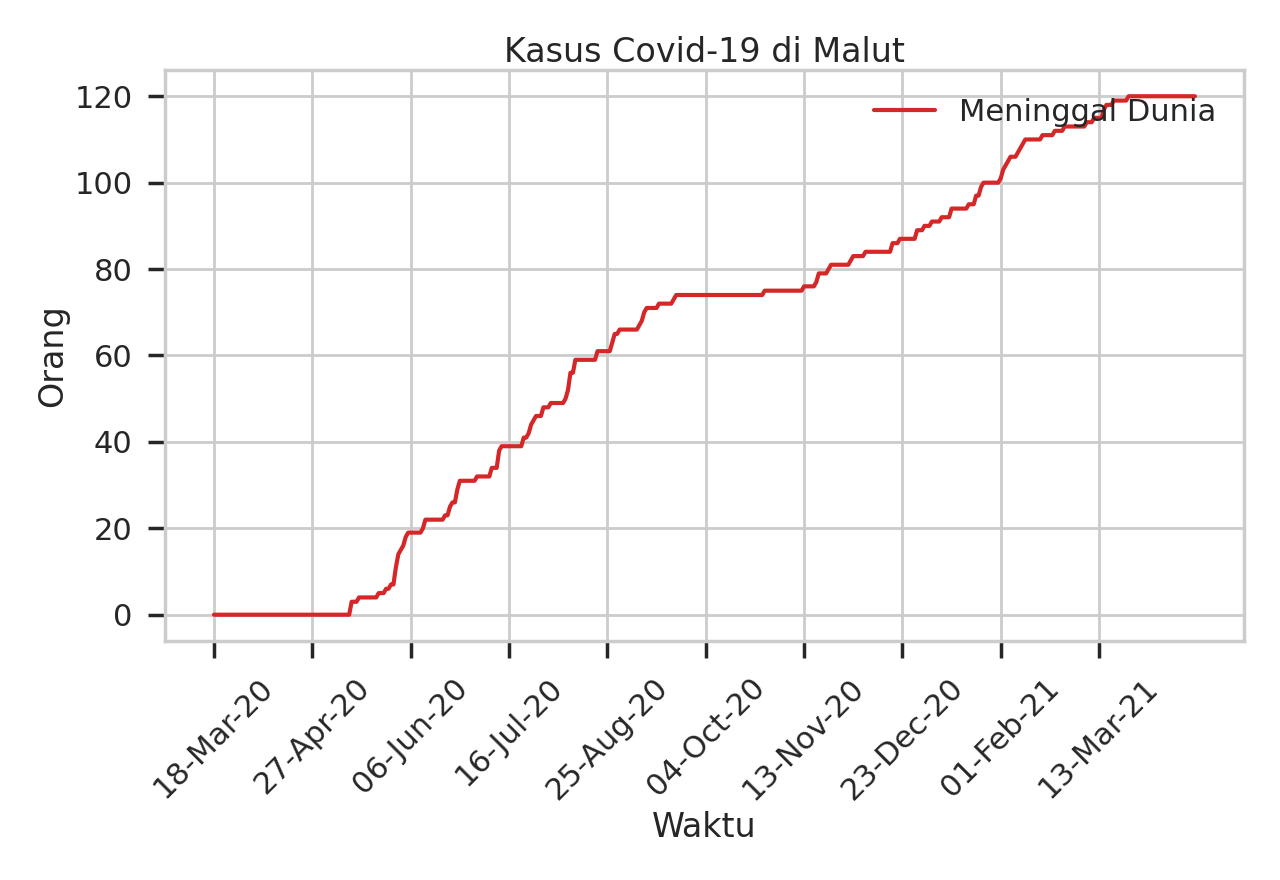 Kasus Covid-19 di Malut
Meninggal Dunia
Orang
120
100
80
60
40
20
0
18-Mar-20
27-Apr-20
06-Jun-20
16-Jul-20
25-Aug-20
04-Oct-20
13-Nov-20
23-Dec-20
01-Feb-21
13-Mar-21
Waktu